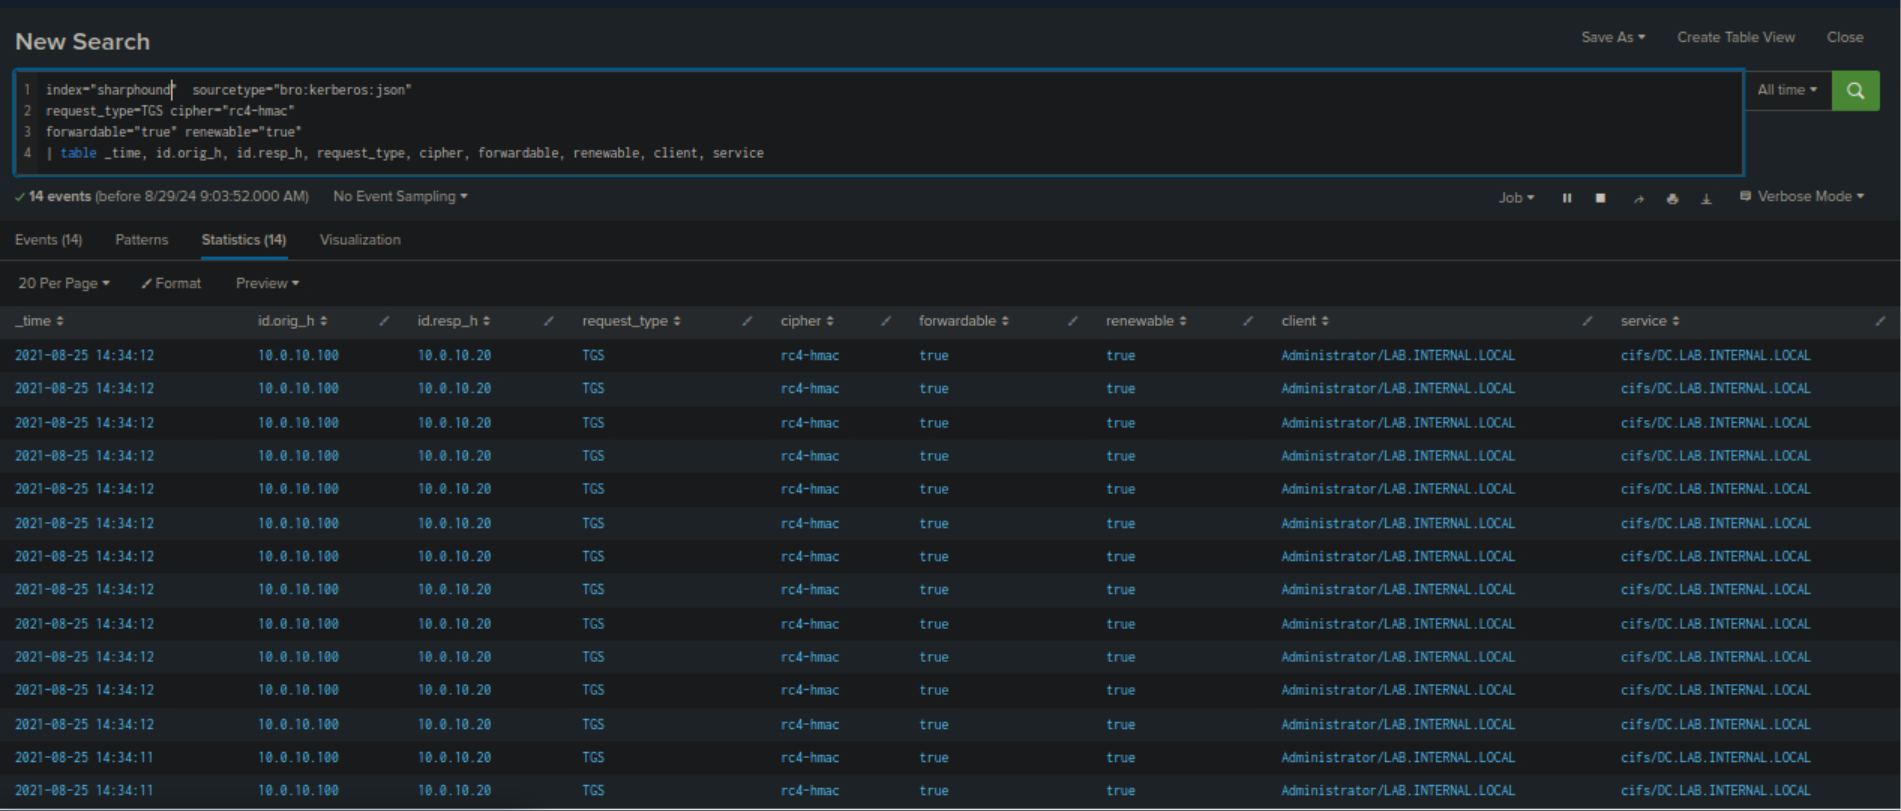 New Search
Save As Create Table View Close
1 index="sharphound" sourcetype="bro:kerberos:json"
2 request_type=TGS cipher="rc4-hmac"
3 forwardable="true" renewable="true"
4 | table _time, id.orig_h, id.resp_h, request_type, cipher, forwardable, renewable, client, service
All time
14 events (before 8/29/24 9:03:52.000 AM) No Event Sampling
Job Verbose Mode
Events (14) Patterns Statistics (14) Visualization
20 Per Page Format Preview
_time id.orig_h id.resp_h request_type cipher forwardable renewable client service
2021-08-25 14:34:12 10.0.10.100 10.0.10.20 TGS rc4-hmac true true Administrator/LAB.INTERNAL.LOCAL cifs/DC.LAB.INTERNAL.LOCAL
2021-08-25 14:34:12 10.0.10.100 10.0.10.20 TGS rc4-hmac true true Administrator/LAB.INTERNAL.LOCAL cifs/DC.LAB.INTERNAL.LOCAL
2021-08-25 14:34:12 10.0.10.100 10.0.10.20 TGS rc4-hmac true true Administrator/LAB.INTERNAL.LOCAL cifs/DC.LAB.INTERNAL.LOCAL
2021-08-25 14:34:12 10.0.10.100 10.0.10.20 TGS rc4-hmac true true Administrator/LAB.INTERNAL.LOCAL cifs/DC.LAB.INTERNAL.LOCAL
2021-08-25 14:34:12 10.0.10.100 10.0.10.20 TGS rc4-hmac true true Administrator/LAB.INTERNAL.LOCAL cifs/DC.LAB.INTERNAL.LOCAL
2021-08-25 14:34:12 10.0.10.100 10.0.10.20 TGS rc4-hmac true true Administrator/LAB.INTERNAL.LOCAL cifs/DC.LAB.INTERNAL.LOCAL
2021-08-25 14:34:12 10.0.10.100 10.0.10.20 TGS rc4-hmac true true Administrator/LAB.INTERNAL.LOCAL cifs/DC.LAB.INTERNAL.LOCAL
2021-08-25 14:34:12 10.0.10.100 10.0.10.20 TGS rc4-hmac true true Administrator/LAB.INTERNAL.LOCAL cifs/DC.LAB.INTERNAL.LOCAL
2021-08-25 14:34:12 10.0.10.100 10.0.10.20 TGS rc4-hmac true true Administrator/LAB.INTERNAL.LOCAL cifs/DC.LAB.INTERNAL.LOCAL
2021-08-25 14:34:12 10.0.10.100 10.0.10.20 TGS rc4-hmac true true Administrator/LAB.INTERNAL.LOCAL cifs/DC.LAB.INTERNAL.LOCAL
2021-08-25 14:34:12 10.0.10.100 10.0.10.20 TGS rc4-hmac true true Administrator/LAB.INTERNAL.LOCAL cifs/DC.LAB.INTERNAL.LOCAL
2021-08-25 14:34:12 10.0.10.100 10.0.10.20 TGS rc4-hmac true true Administrator/LAB.INTERNAL.LOCAL cifs/DC.LAB.INTERNAL.LOCAL
2021-08-25 14:34:11 10.0.10.100 10.0.10.20 TGS rc4-hmac true true Administrator/LAB.INTERNAL.LOCAL cifs/DC.LAB.INTERNAL.LOCAL
2021-08-25 14:34:11 10.0.10.100 10.0.10.20 TGS rc4-hmac true true Administrator/LAB.INTERNAL.LOCAL cifs/DC.LAB.INTERNAL.LOCAL